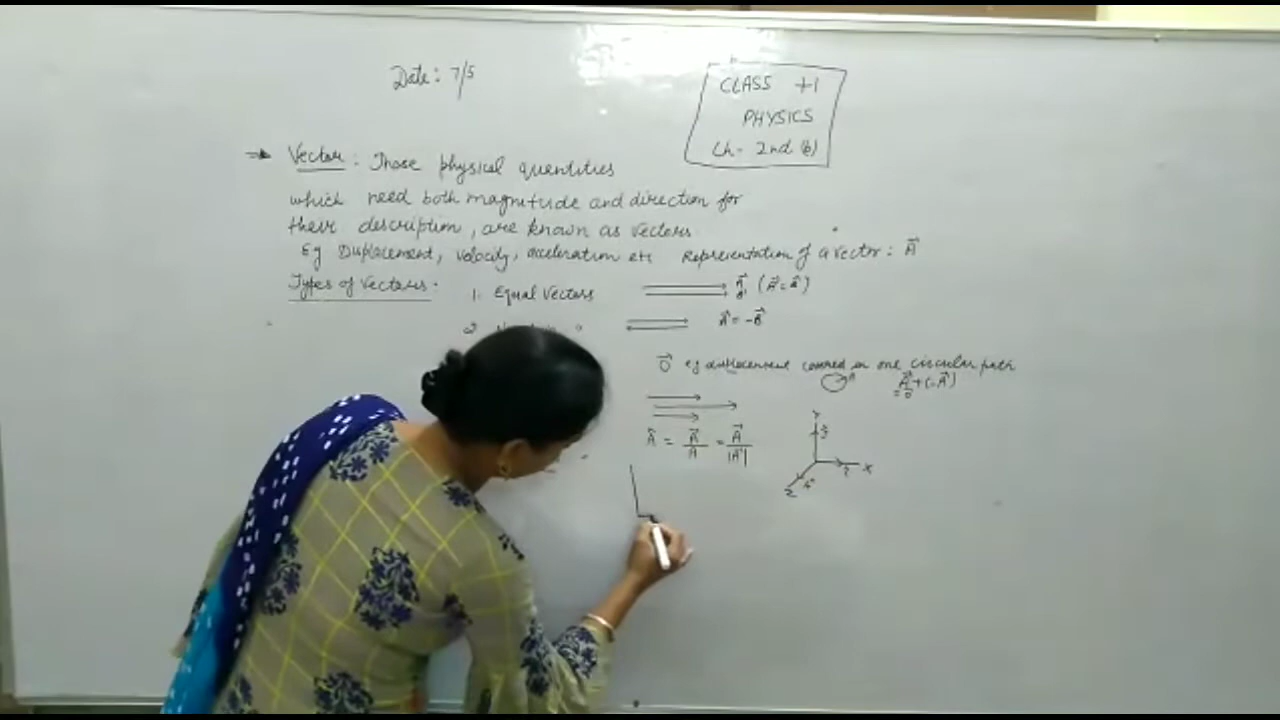 Date: 7/5
CLASS +1
PHYSICS
Ch- 2nd (b)
Vector: Those physical quantities
which need both magnitude and direction for
their description, are known as vectors
Eg Displacement, velocity, acceleration etc Representation of a vector: A⃗
Types of Vectors.
1. Equal Vectors
2.
A⃗ = -B⃗
0⃗ eg displacement covered in one circular path
A⃗+(-A⃗)
=0
Â = A⃗/A = A⃗/|A⃗|
Y
X
Z